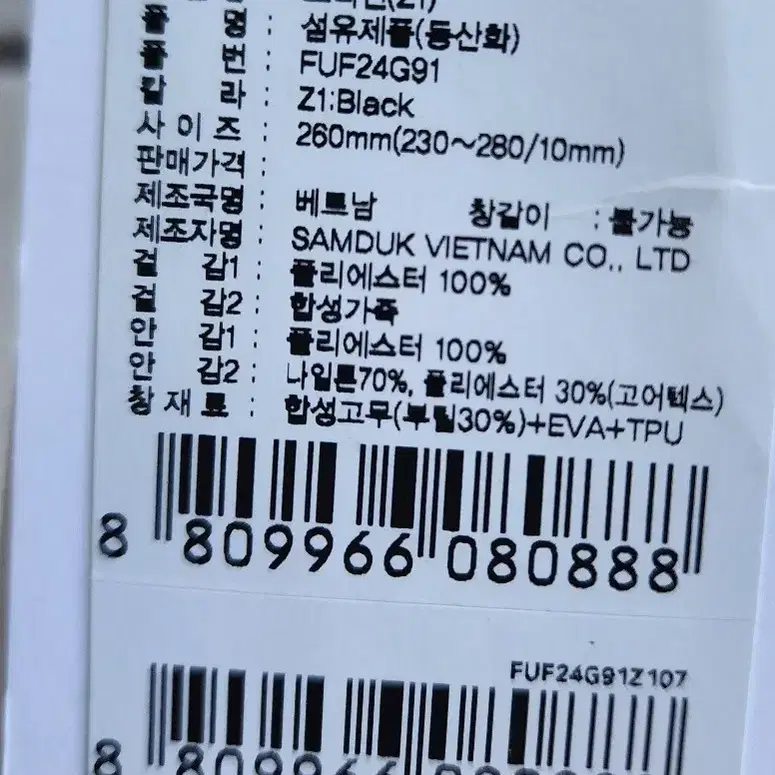 품 명 : 섬유제품(등산화)
품 번 : FUF24G91
칼 라 : Z1:Black
사 이 즈 : 260mm(230~280/10mm)
판매가격 :
제조국명 : 베트남 창갈이 : 불가능
제조자명 : SAMDUK VIETNAM CO., LTD
겉 감1 : 폴리에스터 100%
겉 감2 : 합성가죽
안 감1 : 폴리에스터 100%
안 감2 : 나일론70%, 폴리에스터 30%(고어텍스)
창 재 료 : 합성고무(부틸30%)+EVA+TPU
8 809966 080888
FUF24G91Z107